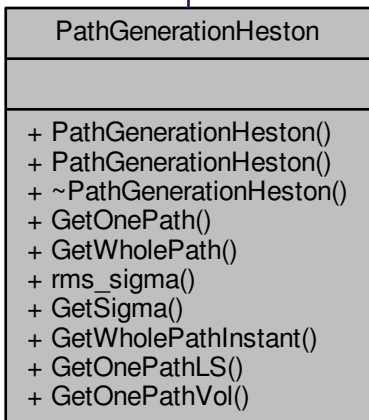 PathGenerationHeston
+ PathGenerationHeston()
+ PathGenerationHeston()
+ ~PathGenerationHeston()
+ GetOnePath()
+ GetWholePath()
+ rms_sigma()
+ GetSigma()
+ GetWholePathInstant()
+ GetOnePathLS()
+ GetOnePathVol()